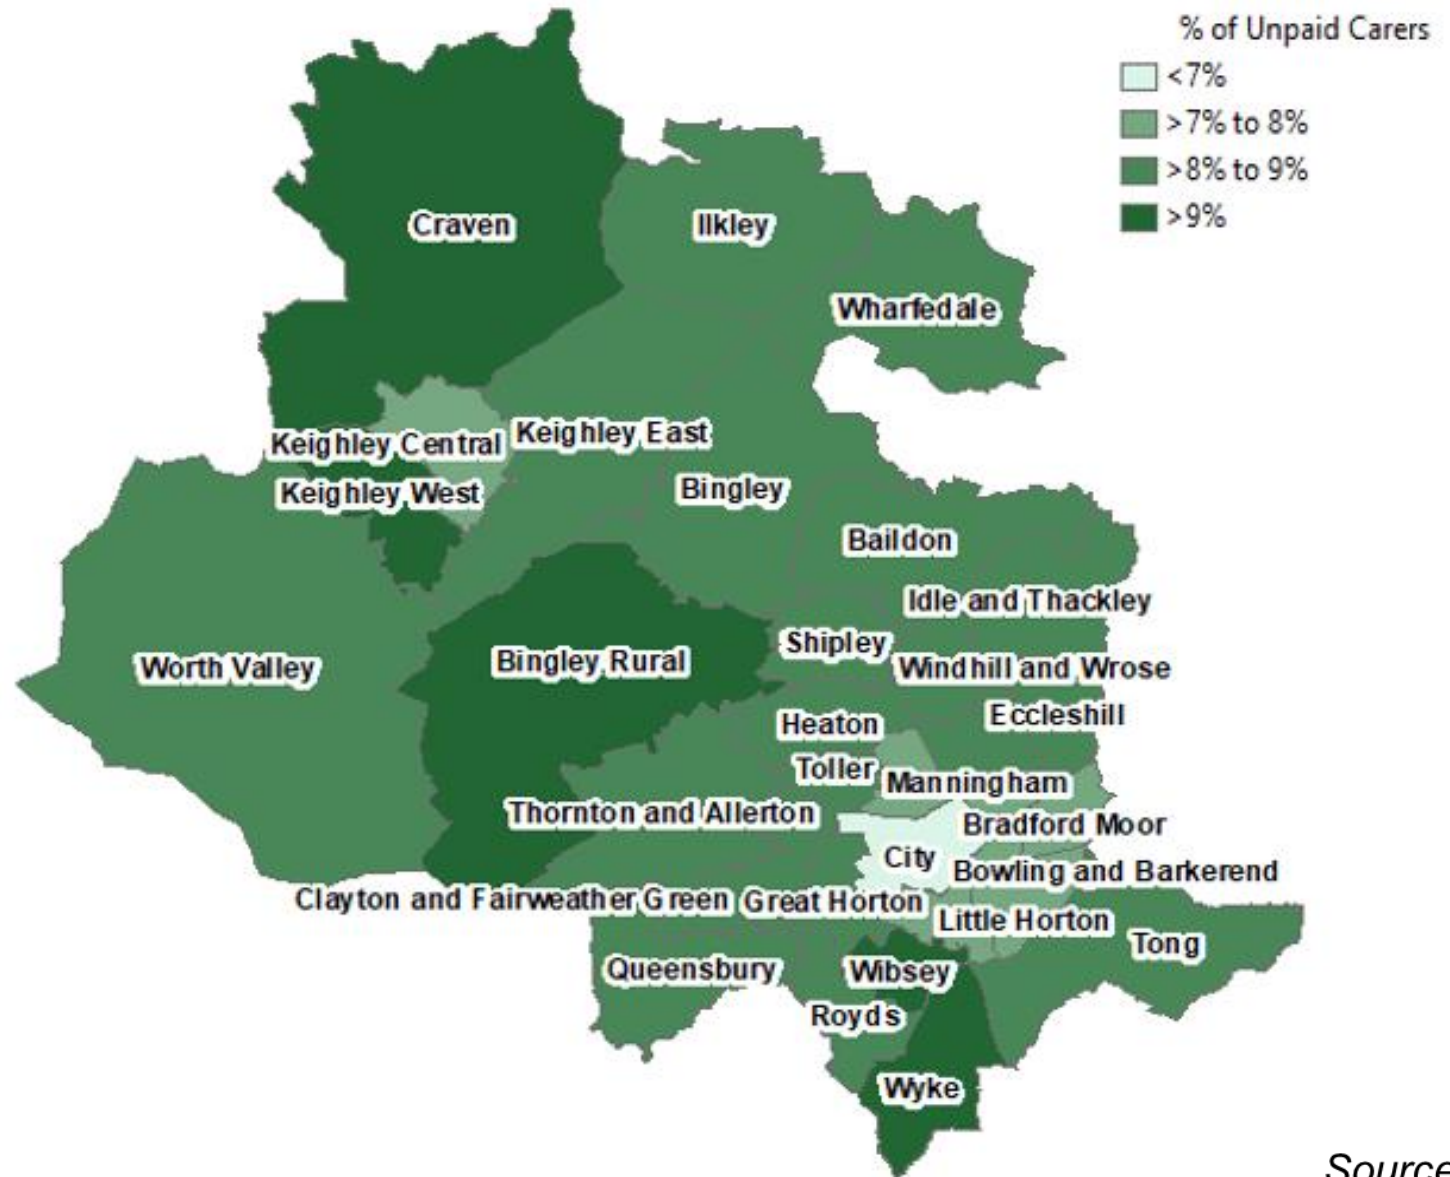 % of Unpaid Carers
<7%
>7% to 8%
>8% to 9%
>9%
Craven
Ilkley
Wharfedale
Keighley Central
Keighley East
Keighley West
Bingley
Baildon
Idle and Thackley
Shipley
Windhill and Wrose
Worth Valley
Bingley Rural
Eccleshill
Heaton
Toller
Manningham
Thornton and Allerton
Bradford Moor
City
Bowling and Barkerend
Clayton and Fairweather Green
Great Horton
Little Horton
Tong
Queensbury
Wibsey
Royds
Wyke
Source